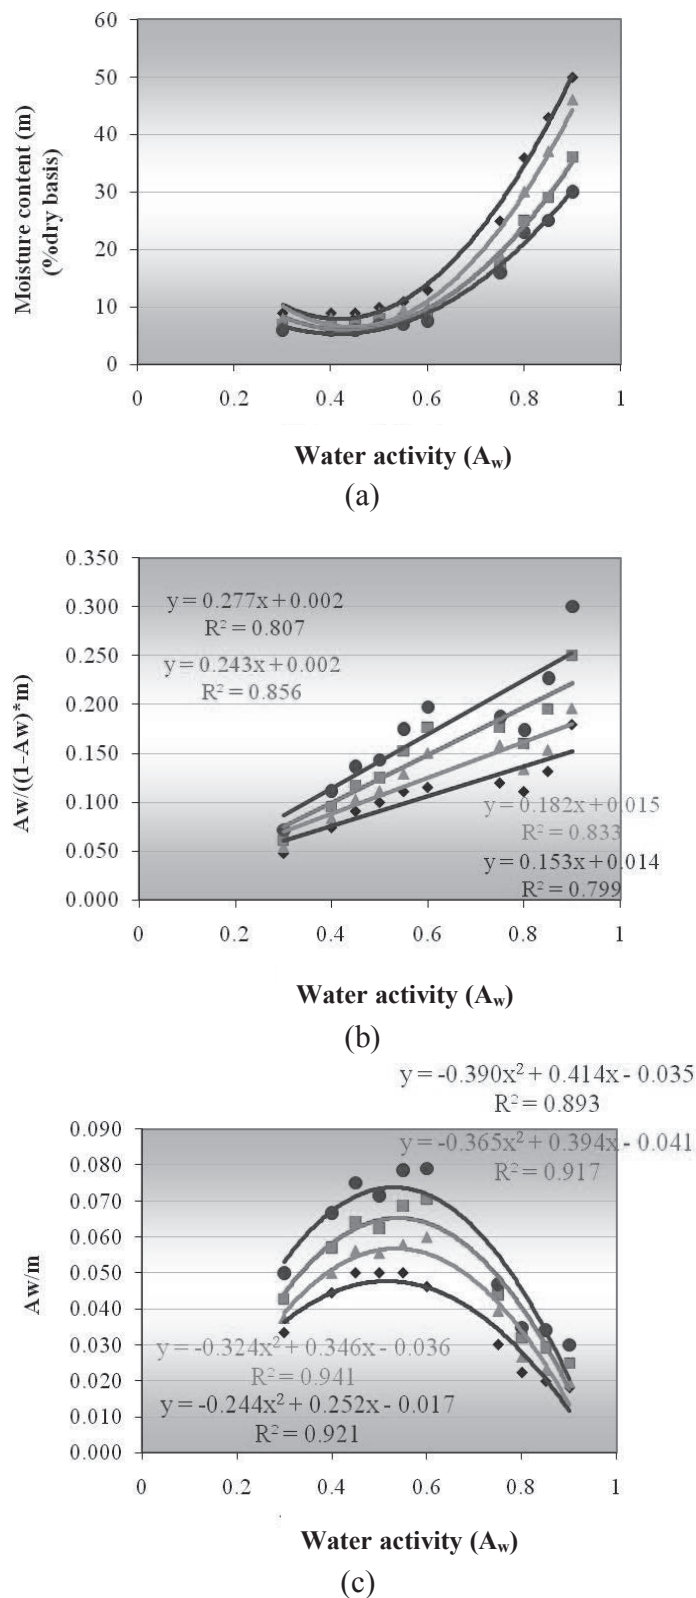 60
50
40
30
20
10
0
Moisture content (m)
(%dry basis)
0 0.2 0.4 0.6 0.8 1
Water activity (Aw)
(a)
0.350
0.300
0.250
0.200
0.150
0.100
0.050
0.000
Aw/((1-Aw)*m)
y = 0.277x + 0.002
R² = 0.807
y = 0.243x + 0.002
R² = 0.856
y = 0.182x + 0.015
R² = 0.833
y = 0.153x + 0.014
R² = 0.799
0 0.2 0.4 0.6 0.8 1
Water activity (Aw)
(b)
y = -0.390x² + 0.414x - 0.035
R² = 0.893
y = -0.365x² + 0.394x - 0.041
R² = 0.917
0.090
0.080
0.070
0.060
0.050
0.040
0.030
0.020
0.010
0.000
Aw/m
y = -0.324x² + 0.346x - 0.036
R² = 0.941
y = -0.244x² + 0.252x - 0.017
R² = 0.921
0 0.2 0.4 0.6 0.8 1
Water activity (Aw)
(c)